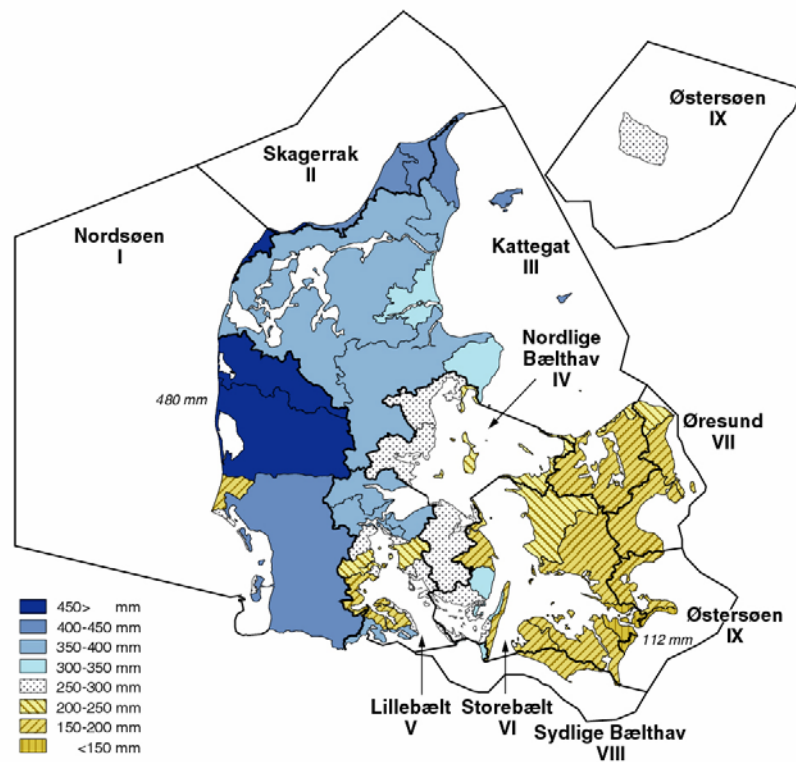 Østersøen
IX
Skagerrak
II
Nordsøen
I
Kattegat
III
Nordlige
Bælthav
IV
480 mm
Øresund
VII
450> mm
400-450 mm
350-400 mm
300-350 mm
250-300 mm
200-250 mm
150-200 mm
<150 mm
Østersøen
IX
112 mm
Lillebælt
V
Storebælt
VI
Sydlige Bælthav
VIII